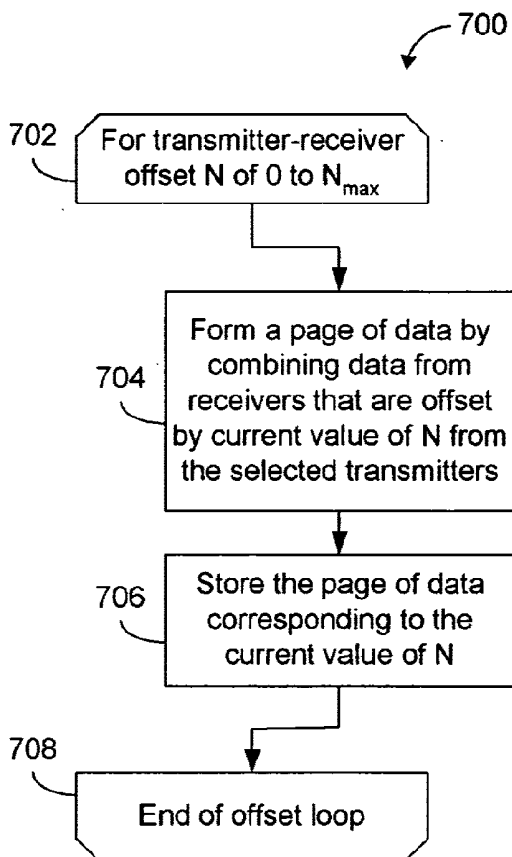 700
702
For transmitter-receiver
offset N of 0 to Nmax
704
Form a page of data by
combining data from
receivers that are offset
by current value of N from
the selected transmitters
706
Store the page of data
corresponding to the
current value of N
708
End of offset loop